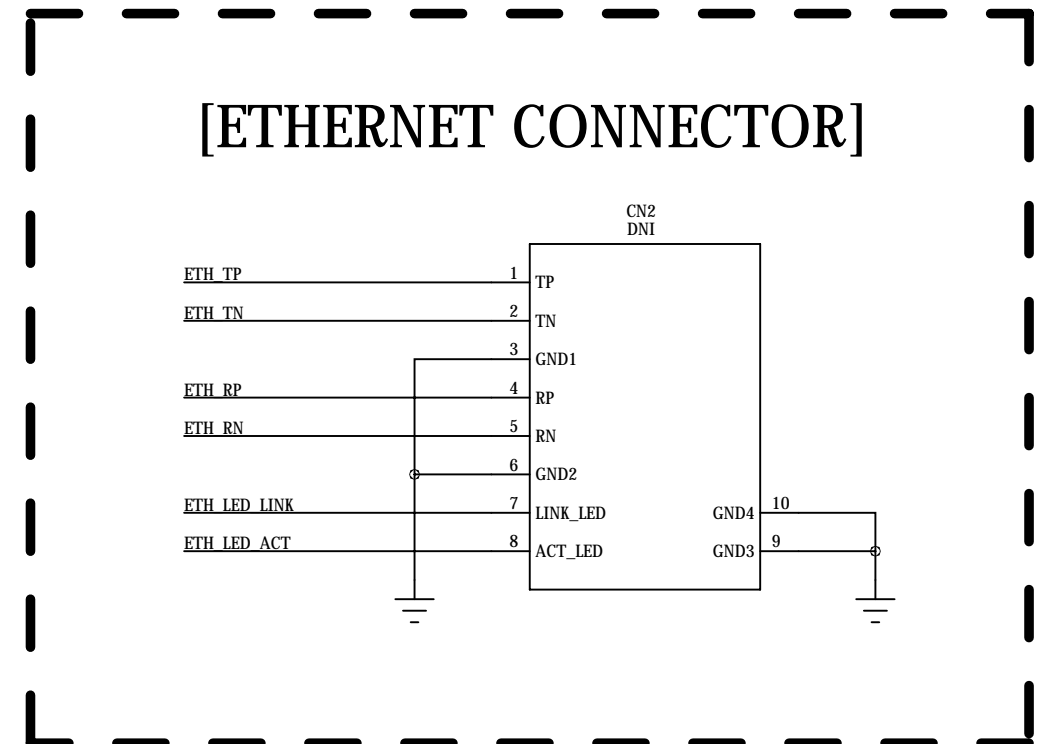 [ETHERNET CONNECTOR]
CN2
DNI
ETH_TP 1 TP
ETH_TN 2 TN
3 GND1
ETH_RP 4 RP
ETH_RN 5 RN
6 GND2
ETH_LED_LINK 7 LINK_LED GND4 10
ETH_LED_ACT 8 ACT_LED GND3 9